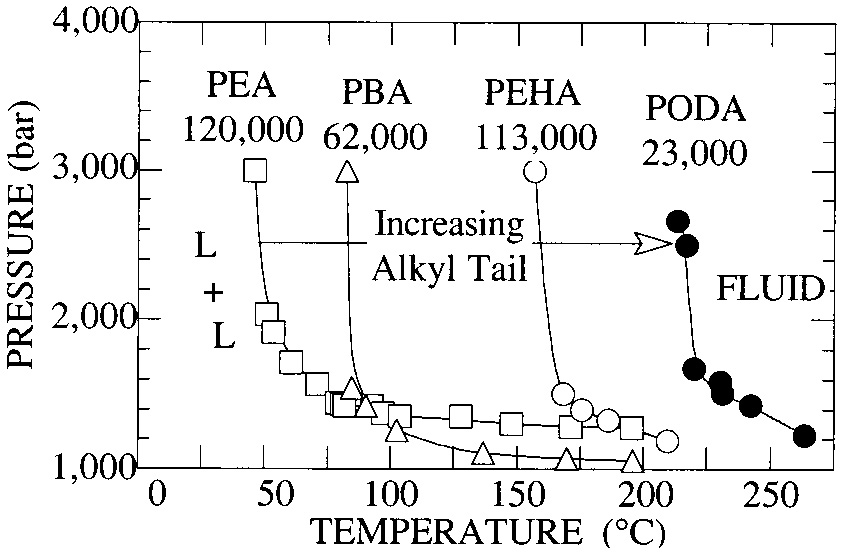 4,000
3,000
2,000
1,000
PRESSURE (bar)
PEA
120,000
PBA
62,000
PEHA
113,000
PODA
23,000
Increasing
Alkyl Tail
L
+
L
FLUID
0 50 100 150 200 250
TEMPERATURE (°C)